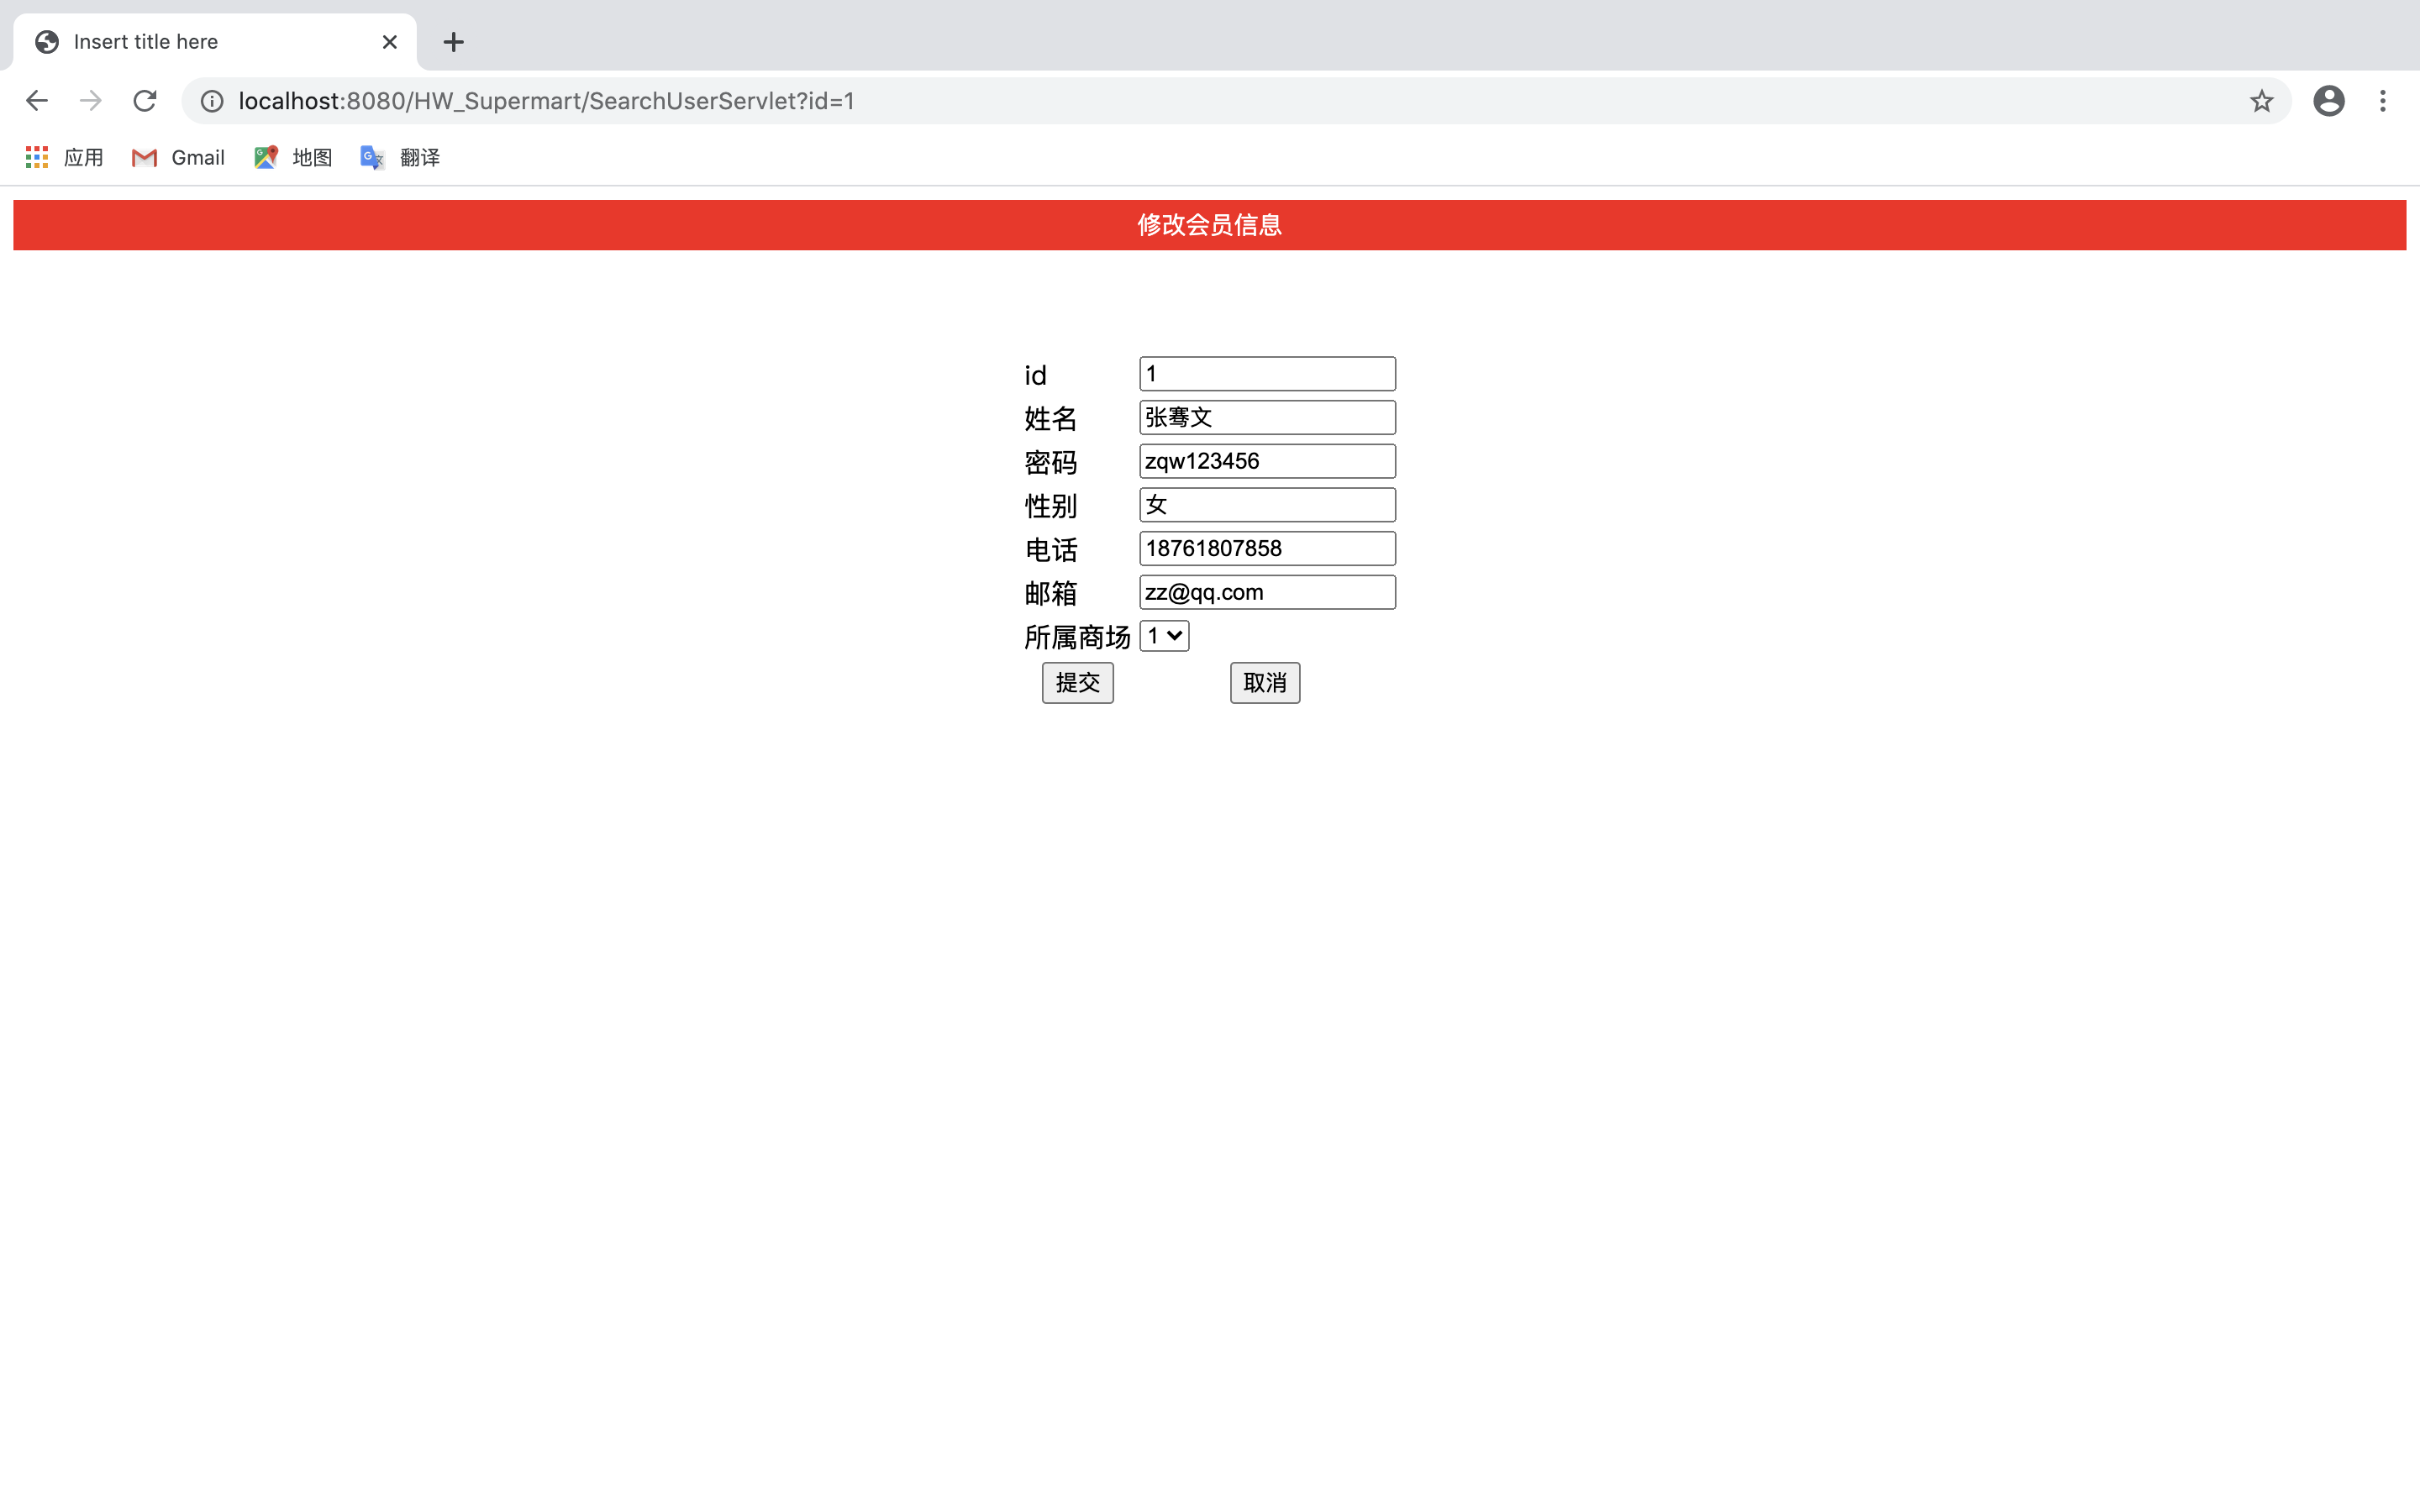 Insert title here
localhost:8080/HW_Supermart/SearchUserServlet?id=1
应用 Gmail 地图 翻译
修改会员信息
id 1
姓名 张骞文
密码 zqw123456
性别 女
电话 18761807858
邮箱 zz@qq.com
所属商场 1
提交 取消